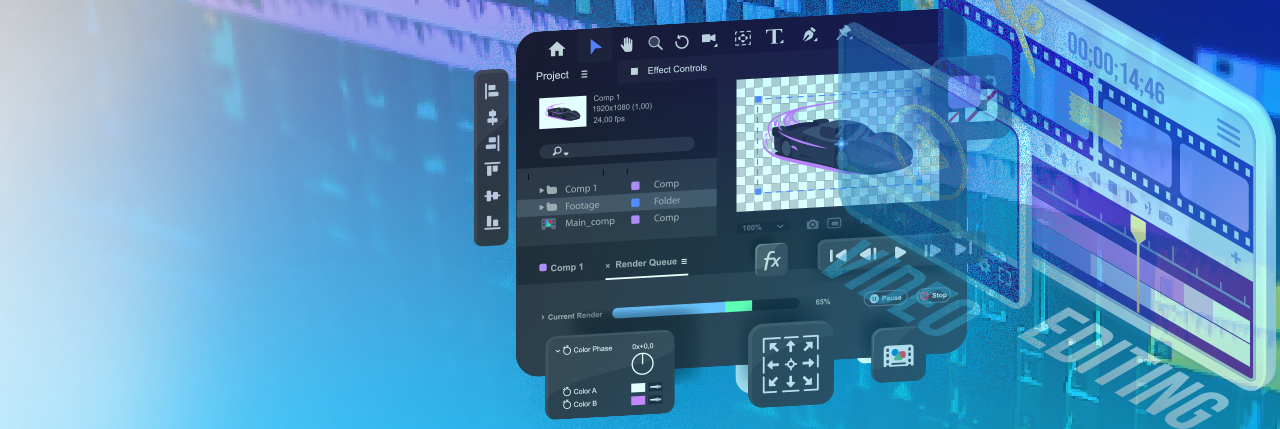 Project
Effect Controls
Comp 1
1920x1080 (1,00)
24,00 fps
Comp 1 Comp
Footage Folder
Main_comp Comp
100%
Full
Comp 1
× Render Queue
fx
Current Render
65%
Pause
Stop
Color Phase
0x+0,0
Color A
Color B
00;00;14;46
VIDEO
EDITING